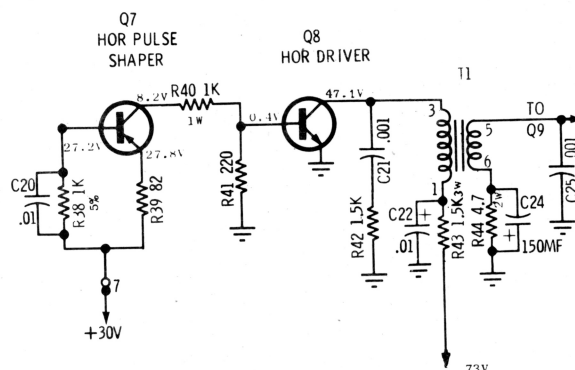 Q7
HOR PULSE
SHAPER
Q8
HOR DRIVER
T1
8.2V
R40 1K
1W
47.1V
0.4V
27.2V
27.8V
3
5
TO
Q9
6
1
C20
.01
R38 1K
5%
R39 82
R41 220
.001
C21
R42 1.5K
C22
+
.01
R43 1.5K
3W
R44 4.7
2W
C24
+
150MF
.001
C25
7
+30V
73V